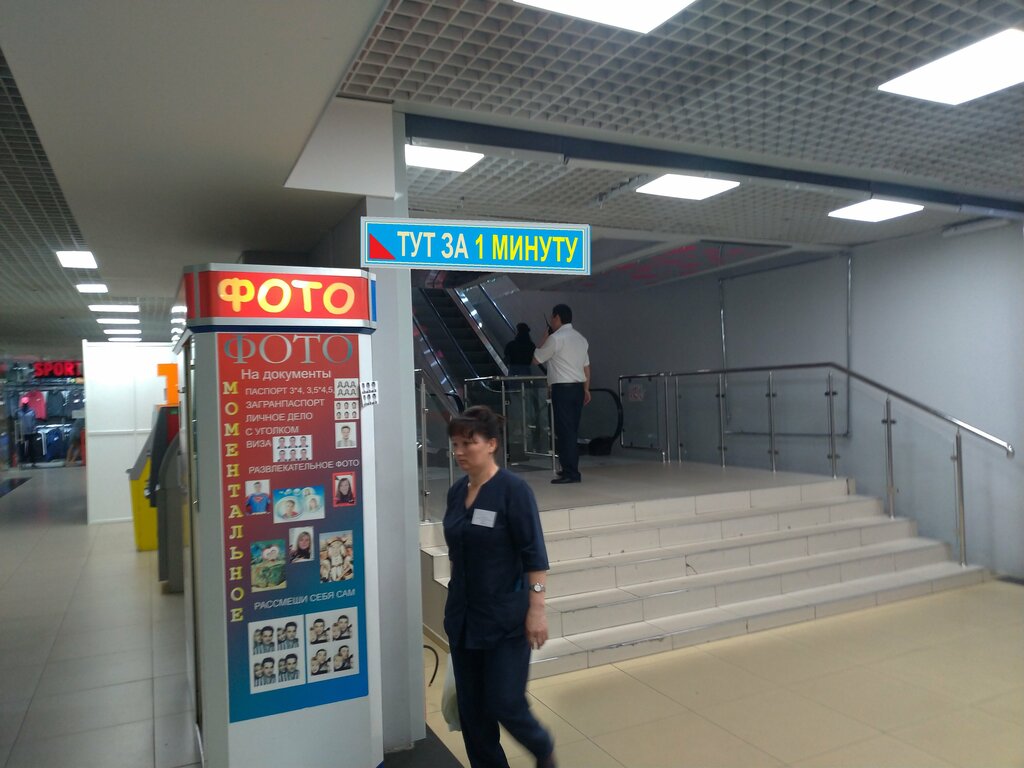 ТУТ ЗА 1 МИНУТУ
ФОТО
ФОТО
На документы
МОМЕНТАЛЬНОЕ
ПАСПОРТ 3*4, 3,5*4,5,
ЗАГРАНПАСПОРТ
ЛИЧНОЕ ДЕЛО
С УГОЛКОМ
ВИЗА
РАЗВЛЕКАТЕЛЬНОЕ ФОТО
РАССМЕШИ СЕБЯ САМ
SPORT